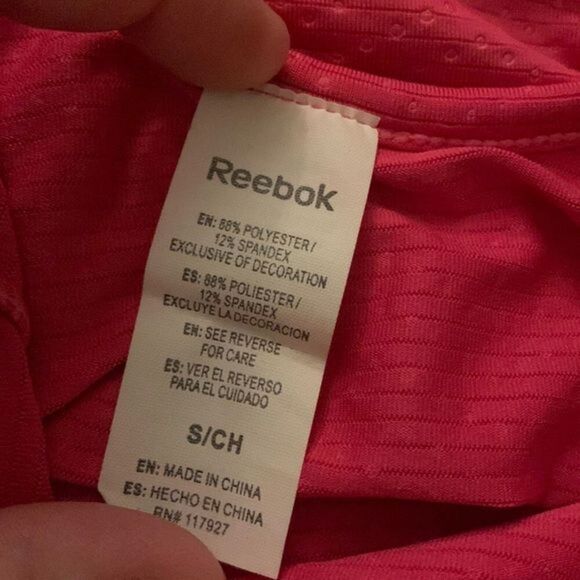 Reebok
EN: 88% POLYESTER/
12% SPANDEX
EXCLUSIVE OF DECORATION
ES: 88% POLIESTER/
12% SPANDEX
EXCLUYE LA DECORACION
EN: SEE REVERSE
FOR CARE
ES: VER EL REVERSO
PARA EL CUIDADO
S/CH
EN: MADE IN CHINA
ES: HECHO EN CHINA
RN# 117927